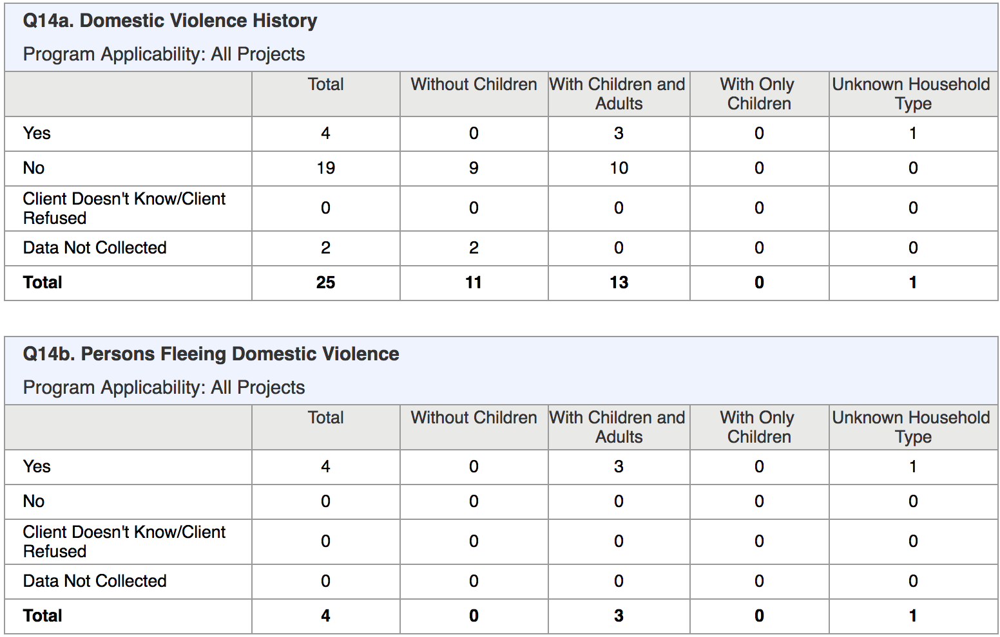 Q14a. Domestic Violence History
Program Applicability: All Projects
Total Without Children With Children and Adults With Only Children Unknown Household Type
Yes 4 0 3 0 1
No 19 9 10 0 0
Client Doesn't Know/Client Refused 0 0 0 0 0
Data Not Collected 2 2 0 0 0
Total 25 11 13 0 1
Q14b. Persons Fleeing Domestic Violence
Program Applicability: All Projects
Total Without Children With Children and Adults With Only Children Unknown Household Type
Yes 4 0 3 0 1
No 0 0 0 0 0
Client Doesn't Know/Client Refused 0 0 0 0 0
Data Not Collected 0 0 0 0 0
Total 4 0 3 0 1